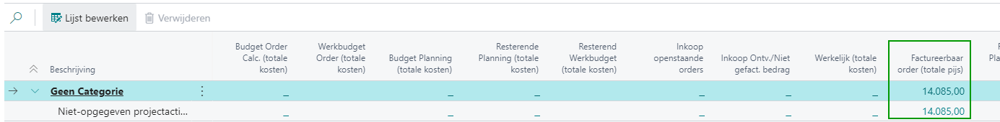 Lijst bewerken Verwijderen
Budget Order Werkbudget Resterende Resterend Inkoop
Calc. (totale Order (totale Budget Planning Planning (totale Werkbudget openstaande Inkoop Ontv./Niet Werkelijk (totale Factureerbaar
Beschrijving kosten) kosten) (totale kosten) kosten) (totale kosten) orders gefact. bedrag kosten) order (totale pijs)
Geen Categorie _ _ _ _ _ _ _ 14.085,00
Niet-opgegeven projectacti... _ _ _ _ _ _ _ 14.085,00